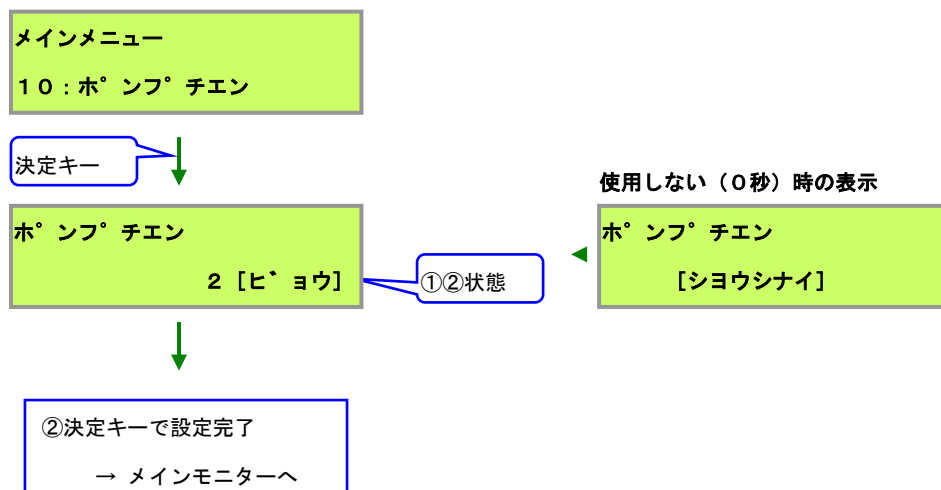 メインメニュー
１０：ホ゜ンフ゜チエン
決定キー
使用しない（０秒）時の表示
ホ゜ンフ゜チエン
２［ヒ゛ョウ］
①②状態
ホ゜ンフ゜チエン
［シヨウシナイ］
②決定キーで設定完了
→ メインモニターへ